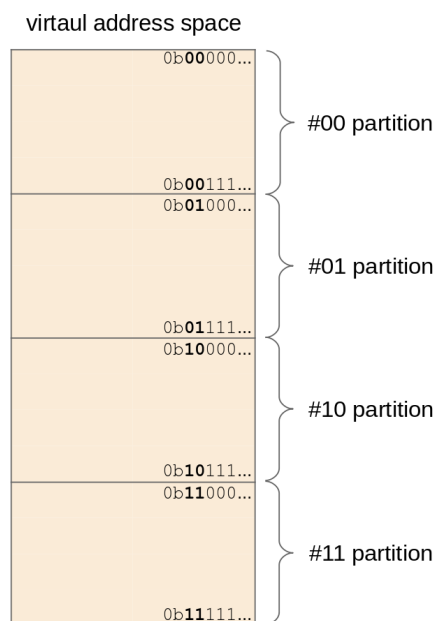 virtaul address space
0b00000...
#00 partition
0b00111...
0b01000...
#01 partition
0b01111...
0b10000...
#10 partition
0b10111...
0b11000...
#11 partition
0b11111...